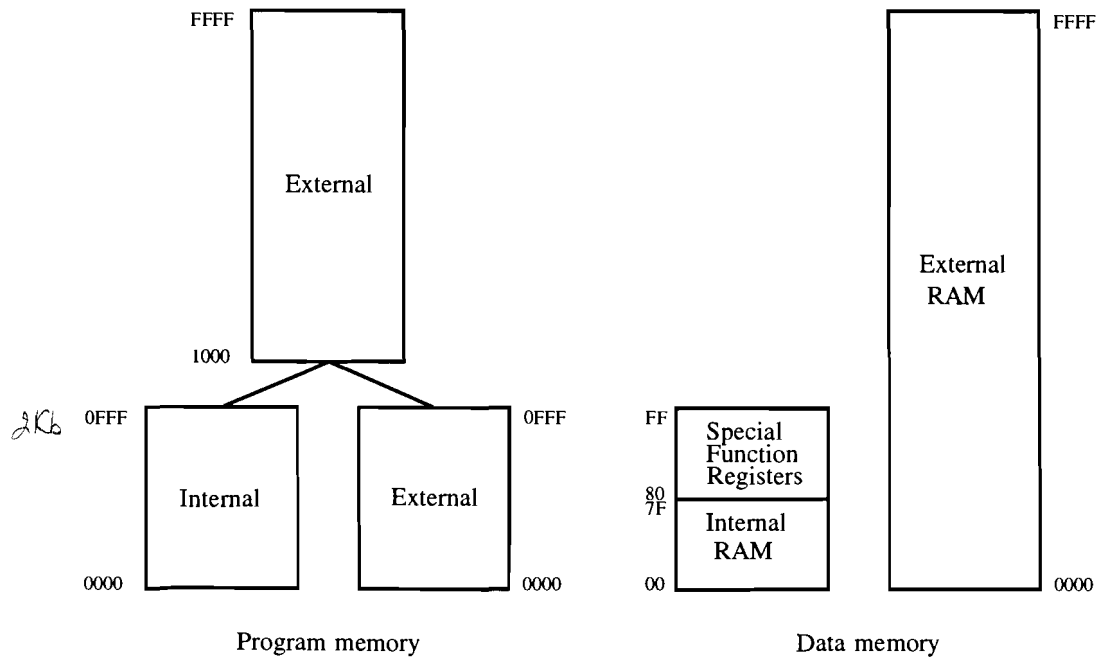 FFFF
External
1000
2Kb
0FFF
Internal
0000
0FFF
External
0000
Program memory
FF
Special
Function
Registers
80
7F
Internal
RAM
00
FFFF
External
RAM
0000
Data memory